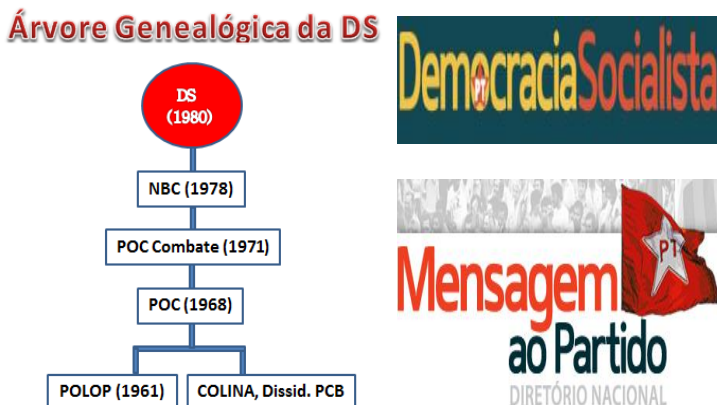 Árvore Genealógica da DS
DS
(1980)
NBC (1978)
POC Combate (1971)
POC (1968)
POLOP (1961)
COLINA, Dissid. PCB
DemocraciaSocialista
PT
Mensagem
PT
ao Partido
DIRETÓRIO NACIONAL